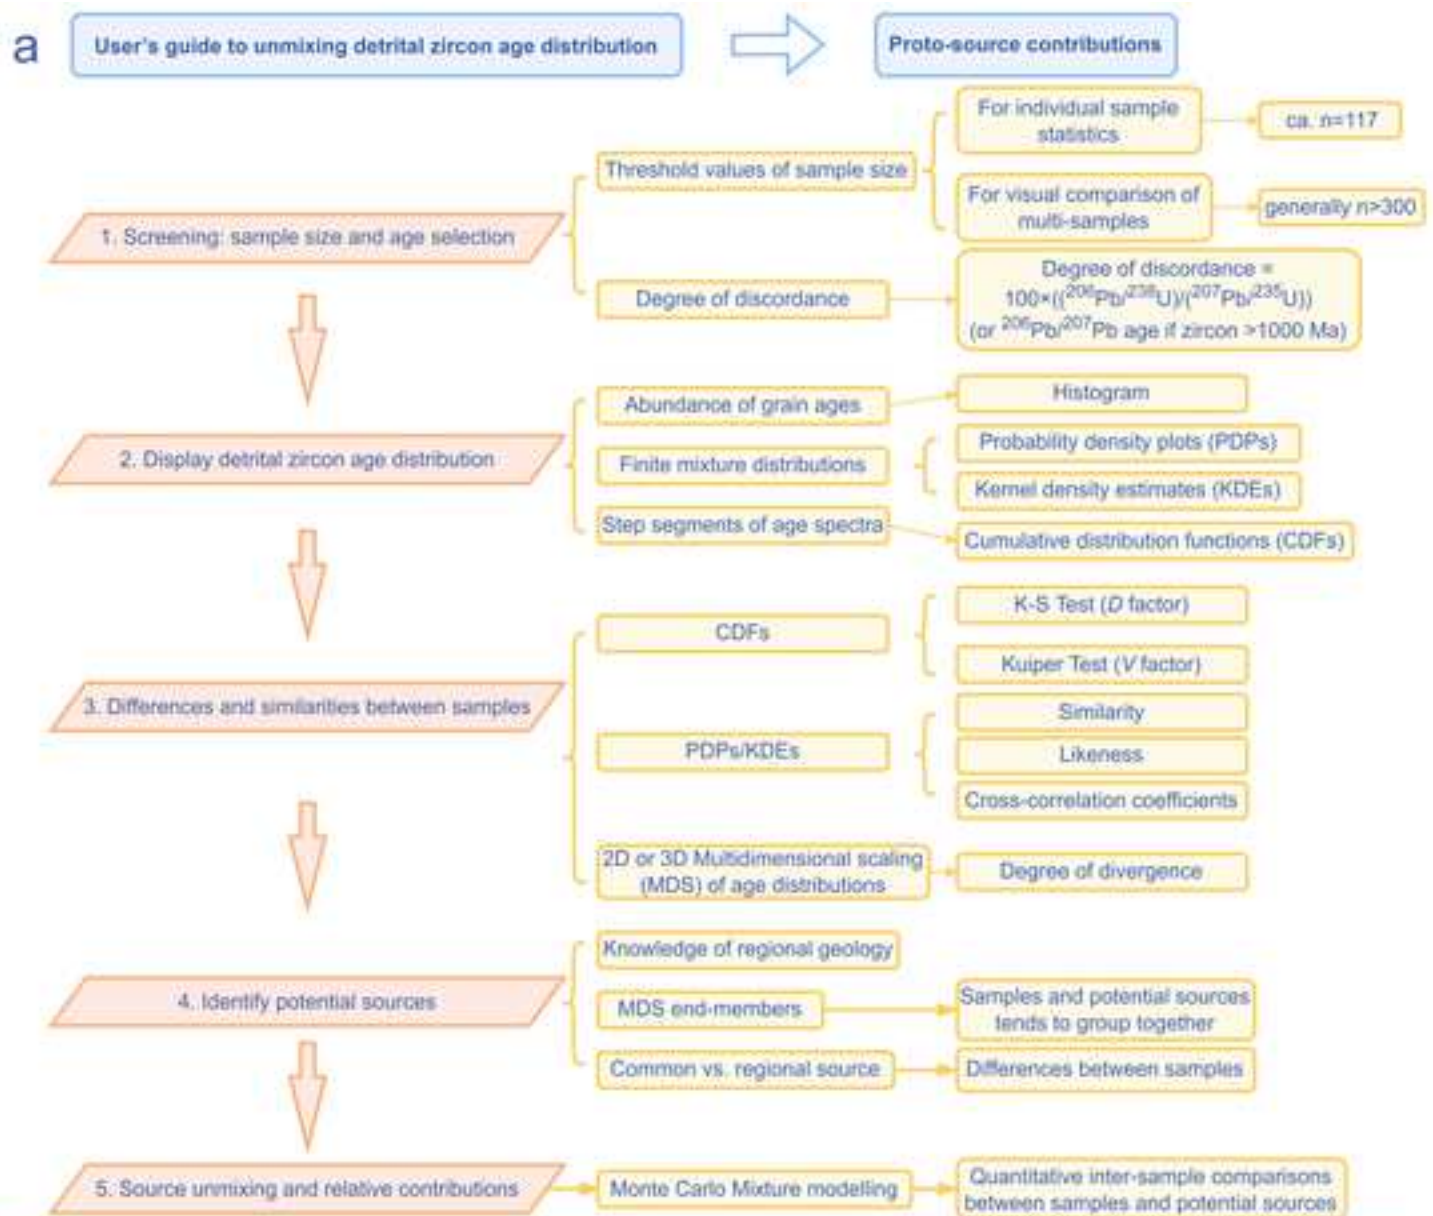 a
User's guide to unmixing detrital zircon age distribution
Proto-source contributions
1. Screening: sample size and age selection
Threshold values of sample size
For individual sample
statistics
ca. n=117
For visual comparison of
multi-samples
generally n>300
Degree of discordance
Degree of discordance =
100×((²⁰⁶Pb/²³⁸U)/(²⁰⁷Pb/²³⁵U))
(or ²⁰⁶Pb/²⁰⁷Pb age if zircon >1000 Ma)
2. Display detrital zircon age distribution
Abundance of grain ages
Histogram
Finite mixture distributions
Probability density plots (PDPs)
Kernel density estimates (KDEs)
Step segments of age spectra
Cumulative distribution functions (CDFs)
3. Differences and similarities between samples
CDFs
K-S Test (D factor)
Kuiper Test (V factor)
PDPs/KDEs
Similarity
Likeness
Cross-correlation coefficients
2D or 3D Multidimensional scaling
(MDS) of age distributions
Degree of divergence
4. Identify potential sources
Knowledge of regional geology
MDS end-members
Samples and potential sources
tends to group together
Common vs. regional source
Differences between samples
5. Source unmixing and relative contributions
Monte Carlo Mixture modelling
Quantitative inter-sample comparisons
between samples and potential sources